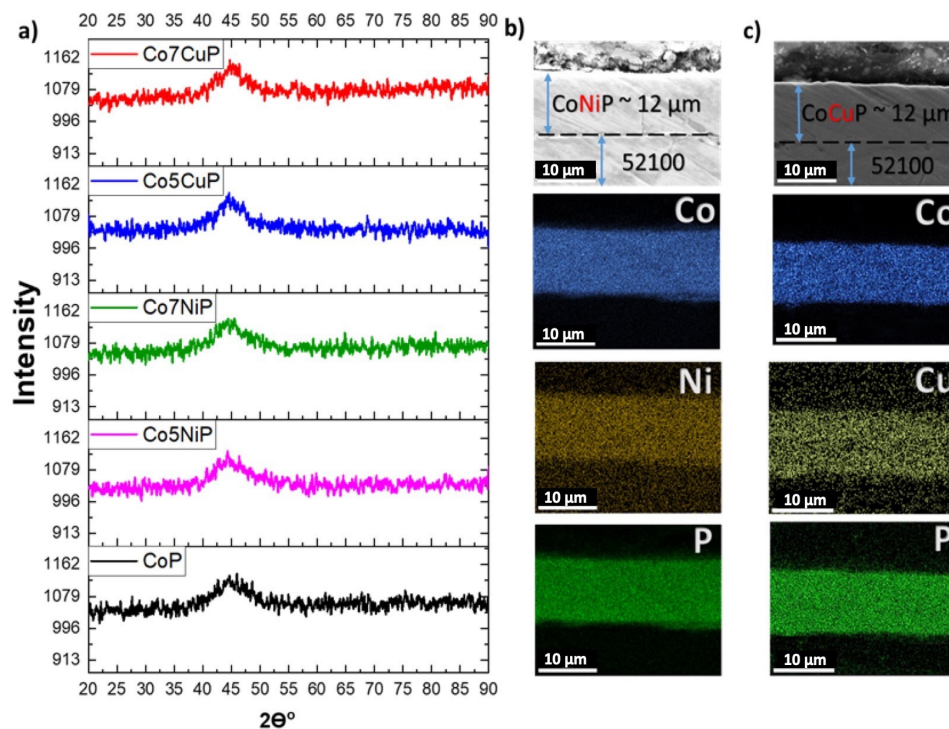 a)
20 25 30 35 40 45 50 55 60 65 70 75 80 85 90
1162
1079
996
913
Co7CuP
1162
1079
996
913
Co5CuP
1162
1079
996
913
Co7NiP
1162
1079
996
913
Co5NiP
1162
1079
996
913
CoP
Intensity
20 25 30 35 40 45 50 55 60 65 70 75 80 85 90
2Ɵº
b)
CoNiP ~ 12 µm
52100
10 µm
Co
10 µm
Ni
10 µm
P
10 µm
c)
CoCuP ~ 12 µm
52100
10 µm
Co
10 µm
Cu
10 µm
P
10 µm